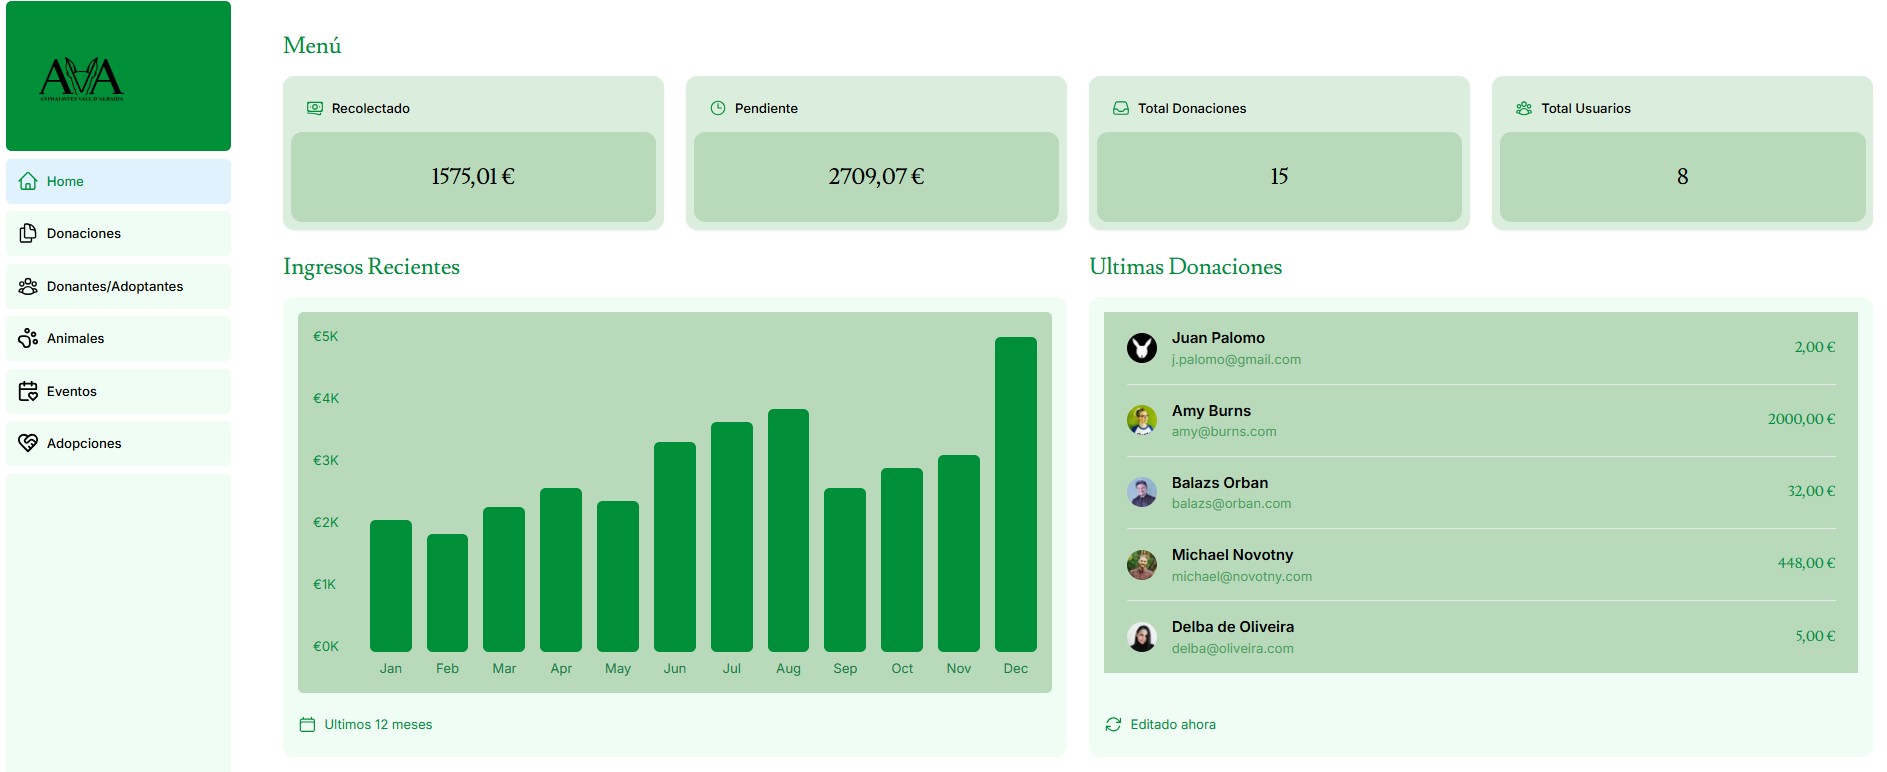 AVA
ANIMALISTES VALL D'ALBAIDA
Home
Donaciones
Donantes/Adoptantes
Animales
Eventos
Adopciones
Menú
Recolectado
1575,01 €
Pendiente
2709,07 €
Total Donaciones
15
Total Usuarios
8
Ingresos Recientes
€5K
€4K
€3K
€2K
€1K
€0K
Jan Feb Mar Apr May Jun Jul Aug Sep Oct Nov Dec
Ultimos 12 meses
Ultimas Donaciones
Juan Palomo
j.palomo@gmail.com
2,00 €
Amy Burns
amy@burns.com
2000,00 €
Balazs Orban
balazs@orban.com
32,00 €
Michael Novotny
michael@novotny.com
448,00 €
Delba de Oliveira
delba@oliveira.com
5,00 €
Editado ahora